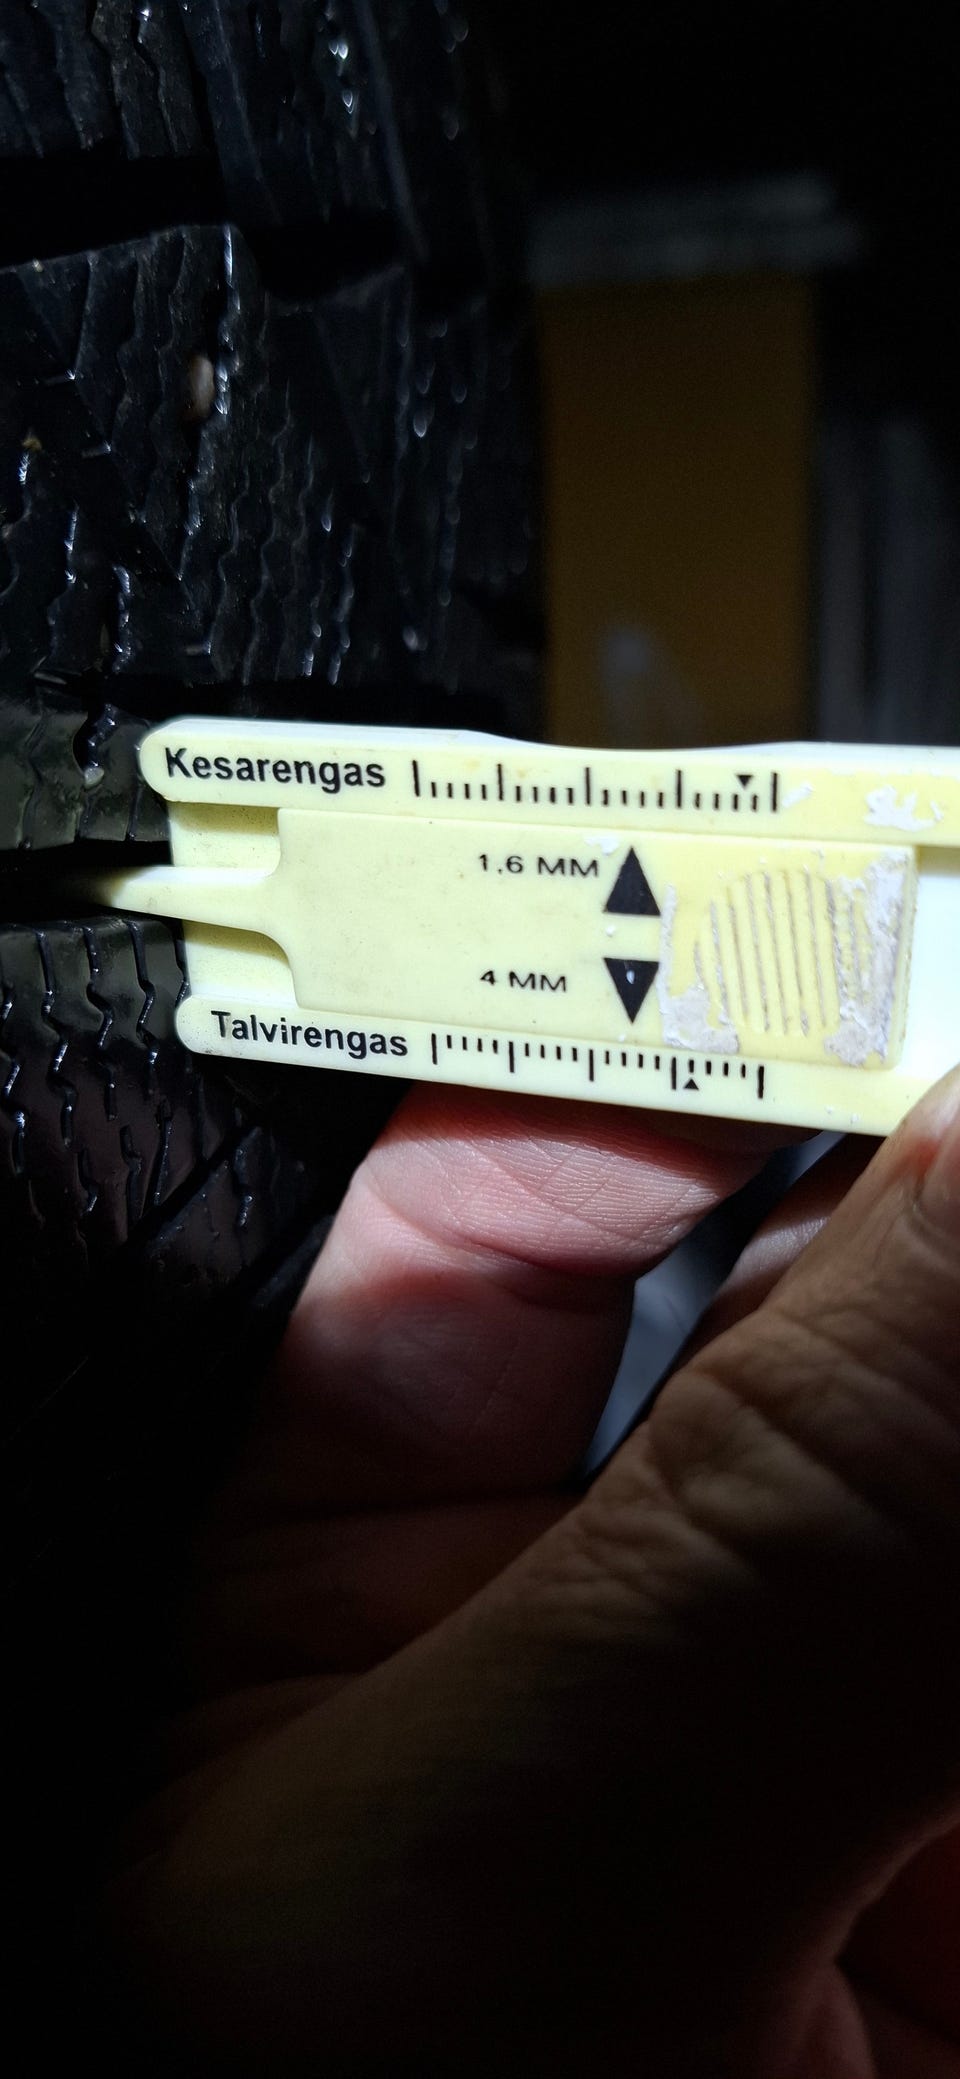 Kesarengas
1.6 MM
4 MM
Talvirengas